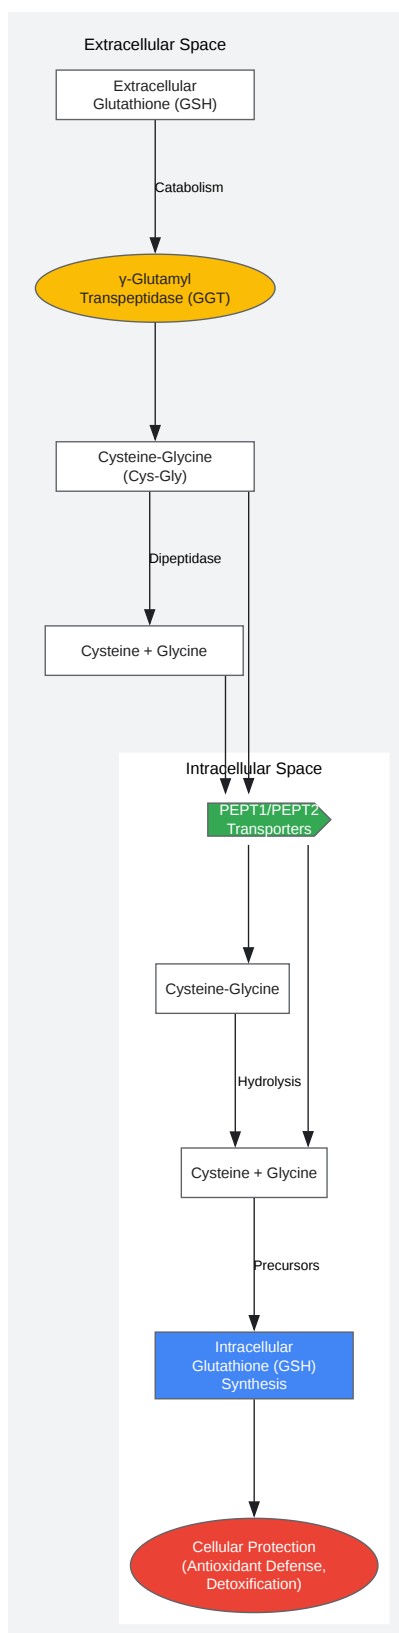 Extracellular Space
Extracellular
Glutathione (GSH)
Catabolism
γ-Glutamyl
Transpeptidase (GGT)
Cysteine-Glycine
(Cys-Gly)
Dipeptidase
Cysteine + Glycine
Intracellular Space
PEPT1/PEPT2
Transporters
Cysteine-Glycine
Hydrolysis
Cysteine + Glycine
Precursors
Intracellular
Glutathione (GSH)
Synthesis
Cellular Protection
(Antioxidant Defense,
Detoxification)